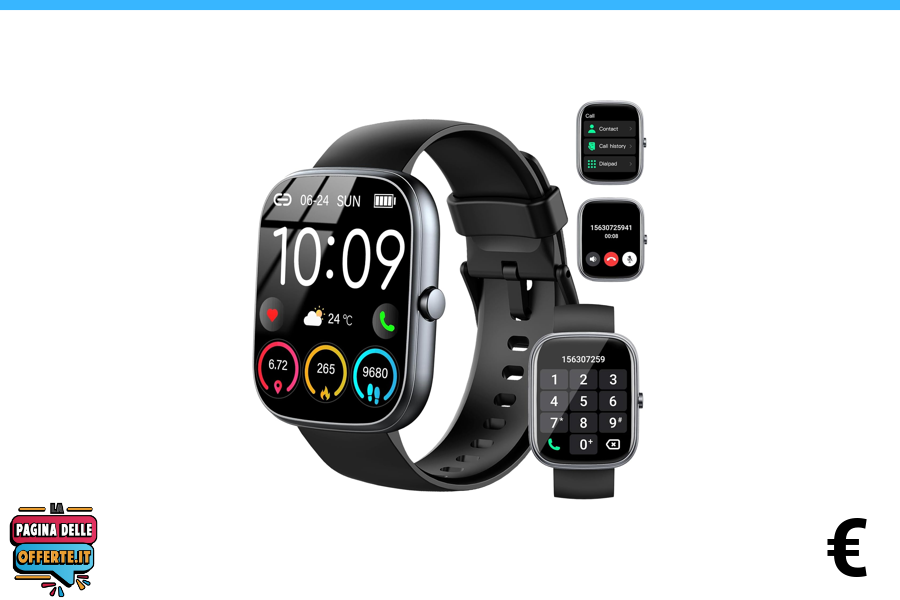 06-24 SUN
10:09
24 °C
6.72
265
9680
Call
Contact
Call history
Dialpad
15630725941
00:08
156307259
1 2 3
4 5 6
7* 8 9#
0+
LA
PAGINA DELLE
OFFERTE.IT
€